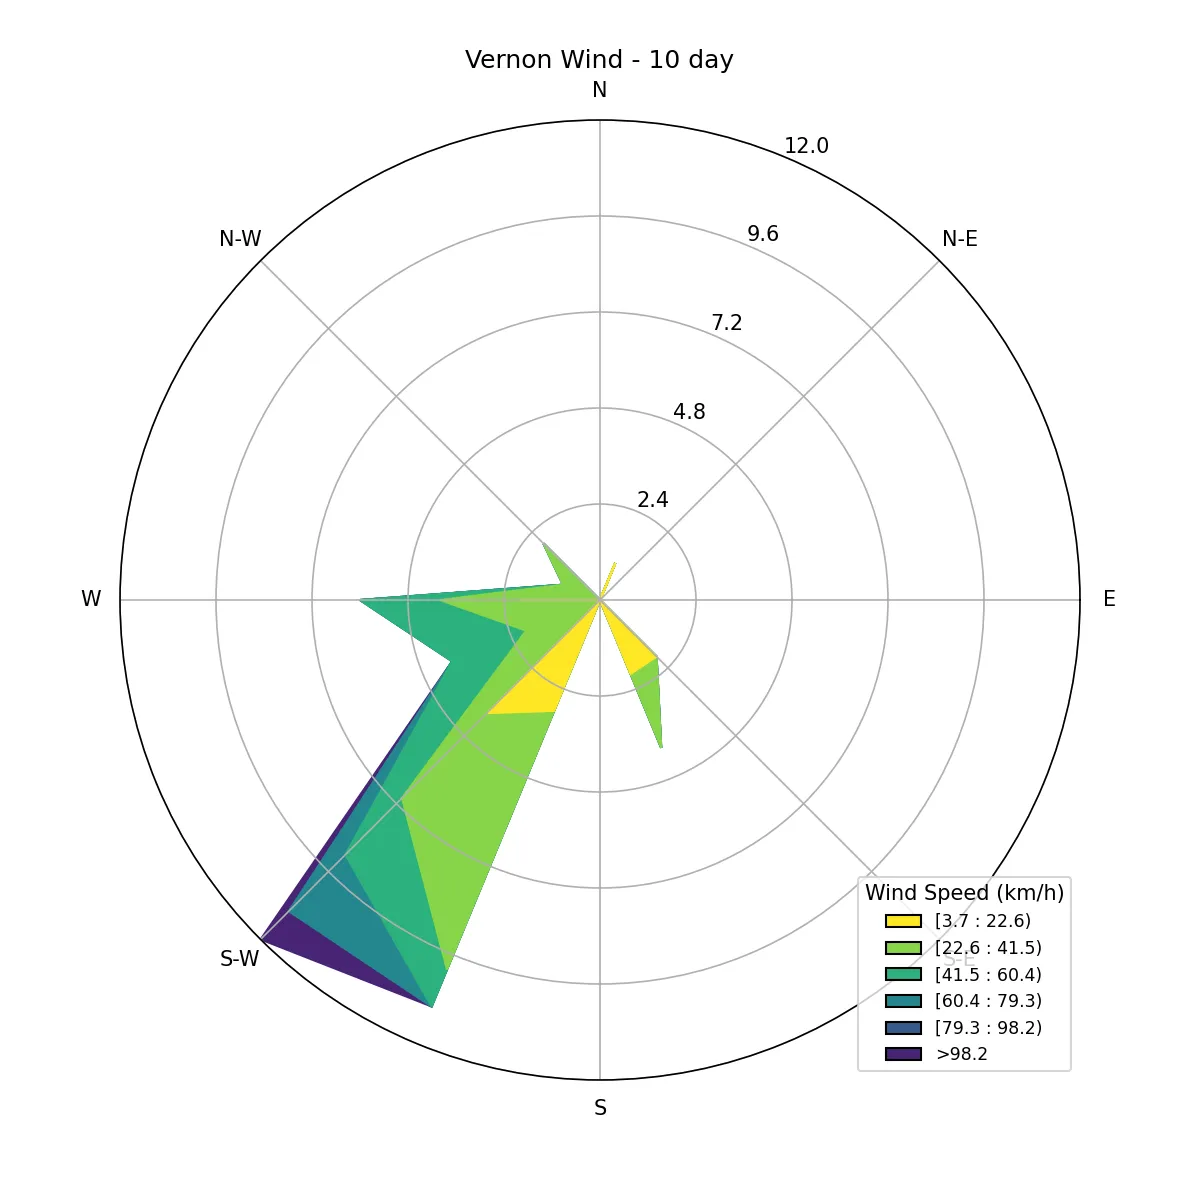 Vernon Wind - 10 day
N
12.0
N-W
N-E
9.6
7.2
4.8
2.4
W
E
S-W
S-E
S
Wind Speed (km/h)
[3.7 : 22.6)
[22.6 : 41.5)
[41.5 : 60.4)
[60.4 : 79.3)
[79.3 : 98.2)
>98.2